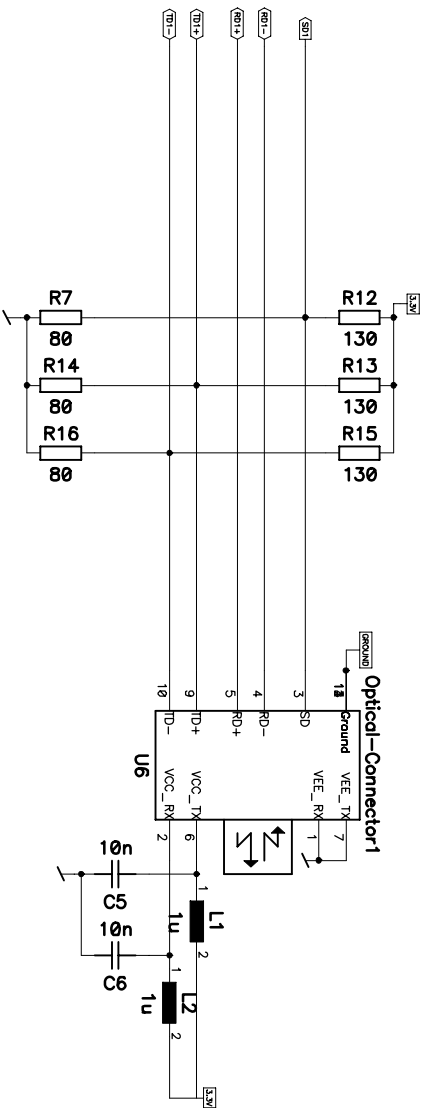 TD1-
TD1+
RD1+
RD1-
SD1
3.3V
R7
80
R12
130
R14
80
R13
130
R16
80
R15
130
GROUND
Optical-Connector1
10
9
5
4
3
TD-
TD+
RD+
RD-
SD
Ground
U6
VCC_RX
VCC_TX
VEE_RX
VEE_TX
2
6
1
7
10n
C5
10n
C6
1
L1
1u
2
1
L2
1u
2
3.3V